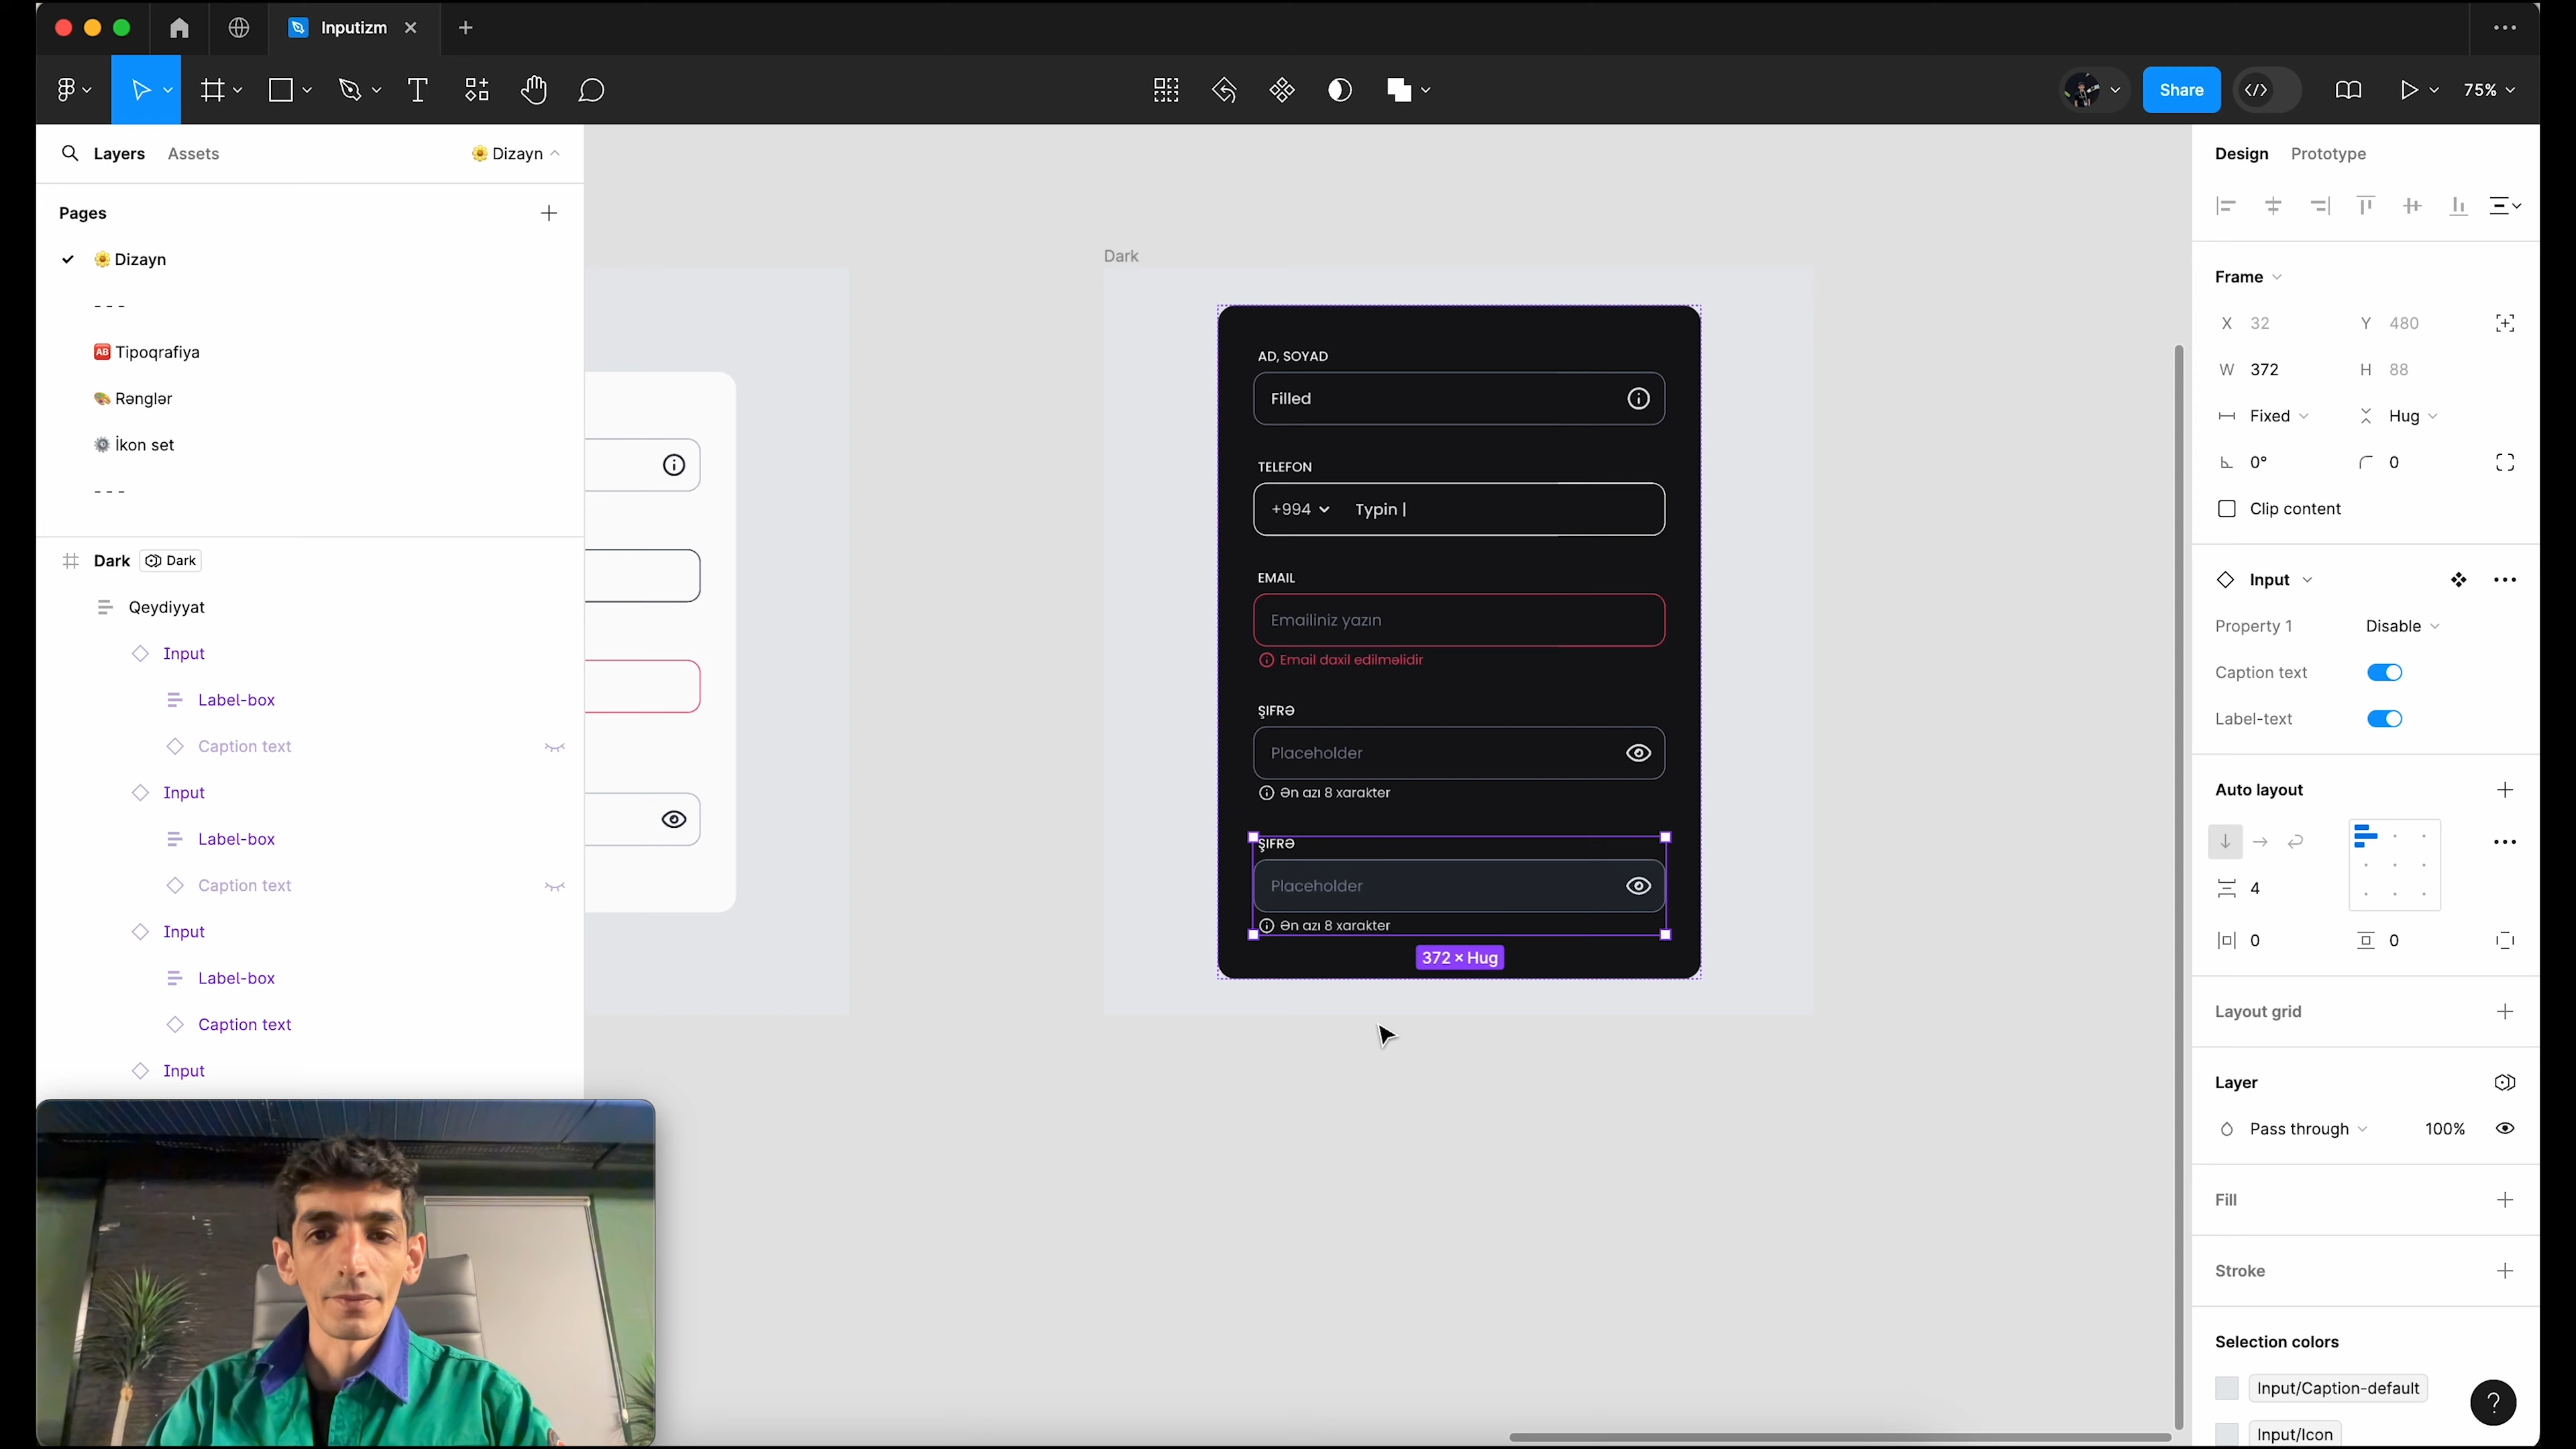 Inputizm
Share
75%
Layers
Assets
🌼 Dizayn
Pages
🌼 Dizayn
- - -
🆎 Tipoqrafiya
🎨 Rənglər
⚙️ İkon set
- - -
Dark
Dark
Qeydiyyat
Input
Label-box
Caption text
Input
Label-box
Caption text
Input
Label-box
Caption text
Input
Dark
AD, SOYAD
Filled
TELEFON
+994
Typin |
EMAIL
Emailiniz yazın
Email daxil edilməlidir
ŞIFRƏ
Placeholder
Ən azı 8 xarakter
ŞIFRƏ
Placeholder
Ən azı 8 xarakter
372 × Hug
Design
Prototype
Frame
X 32
Y 480
W 372
H 88
Fixed
Hug
0°
0
Clip content
Input
Property 1
Disable
Caption text
Label-text
Auto layout
4
0
0
Layout grid
Layer
Pass through
100%
Fill
Stroke
Selection colors
Input/Caption-default
Input/Icon
?